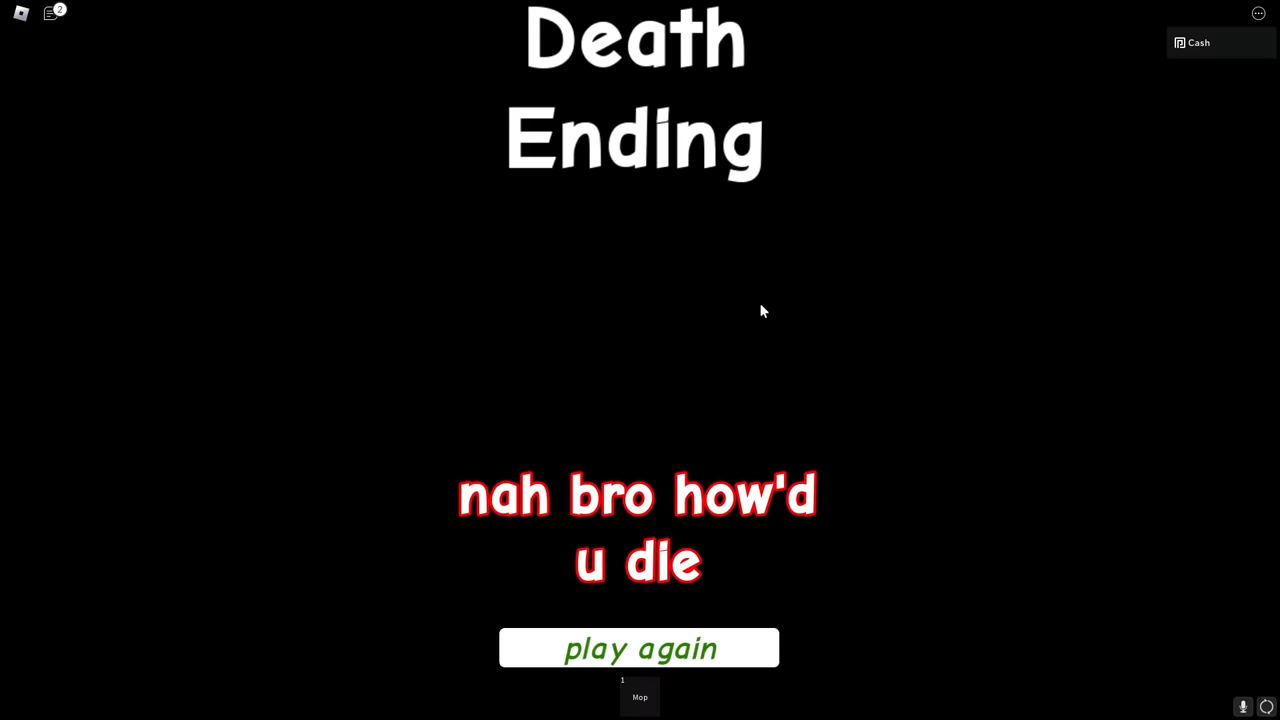 2
Cash
Death
Ending
nah bro how'd
u die
play again
1
Mop